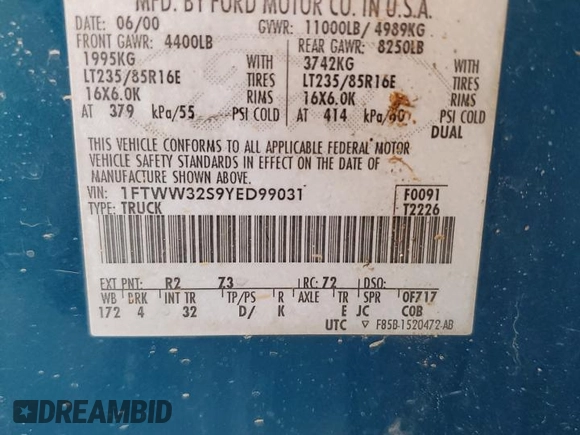 MFD. BY FORD MOTOR CO. IN U.S.A.
DATE: 06/00 GVWR: 11000LB/ 4989KG
FRONT GAWR: 4400LB REAR GAWR: 8250LB
1995KG WITH 3742KG WITH
LT235/85R16E TIRES LT235/85R16E TIRES
16X6.0K RIMS 16X6.0K RIMS
AT 379 kPa/55 PSI COLD AT 414 kPa/60 PSI COLD
DUAL
THIS VEHICLE CONFORMS TO ALL APPLICABLE FEDERAL MOTOR
VEHICLE SAFETY STANDARDS IN EFFECT ON THE DATE OF MANUFACTURE
SHOWN ABOVE.
VIN: 1FTWW32S9YED99031 F0091
TYPE: TRUCK T2226
EXT PNT: R2 73 RC: 72 DSO:
WB BRK INT TR TP/PS R AXLE TR SPR OF717
172 4 32 D/ K E JC COB
UTC ▽ F85B-1520472-AB
DREAMBID